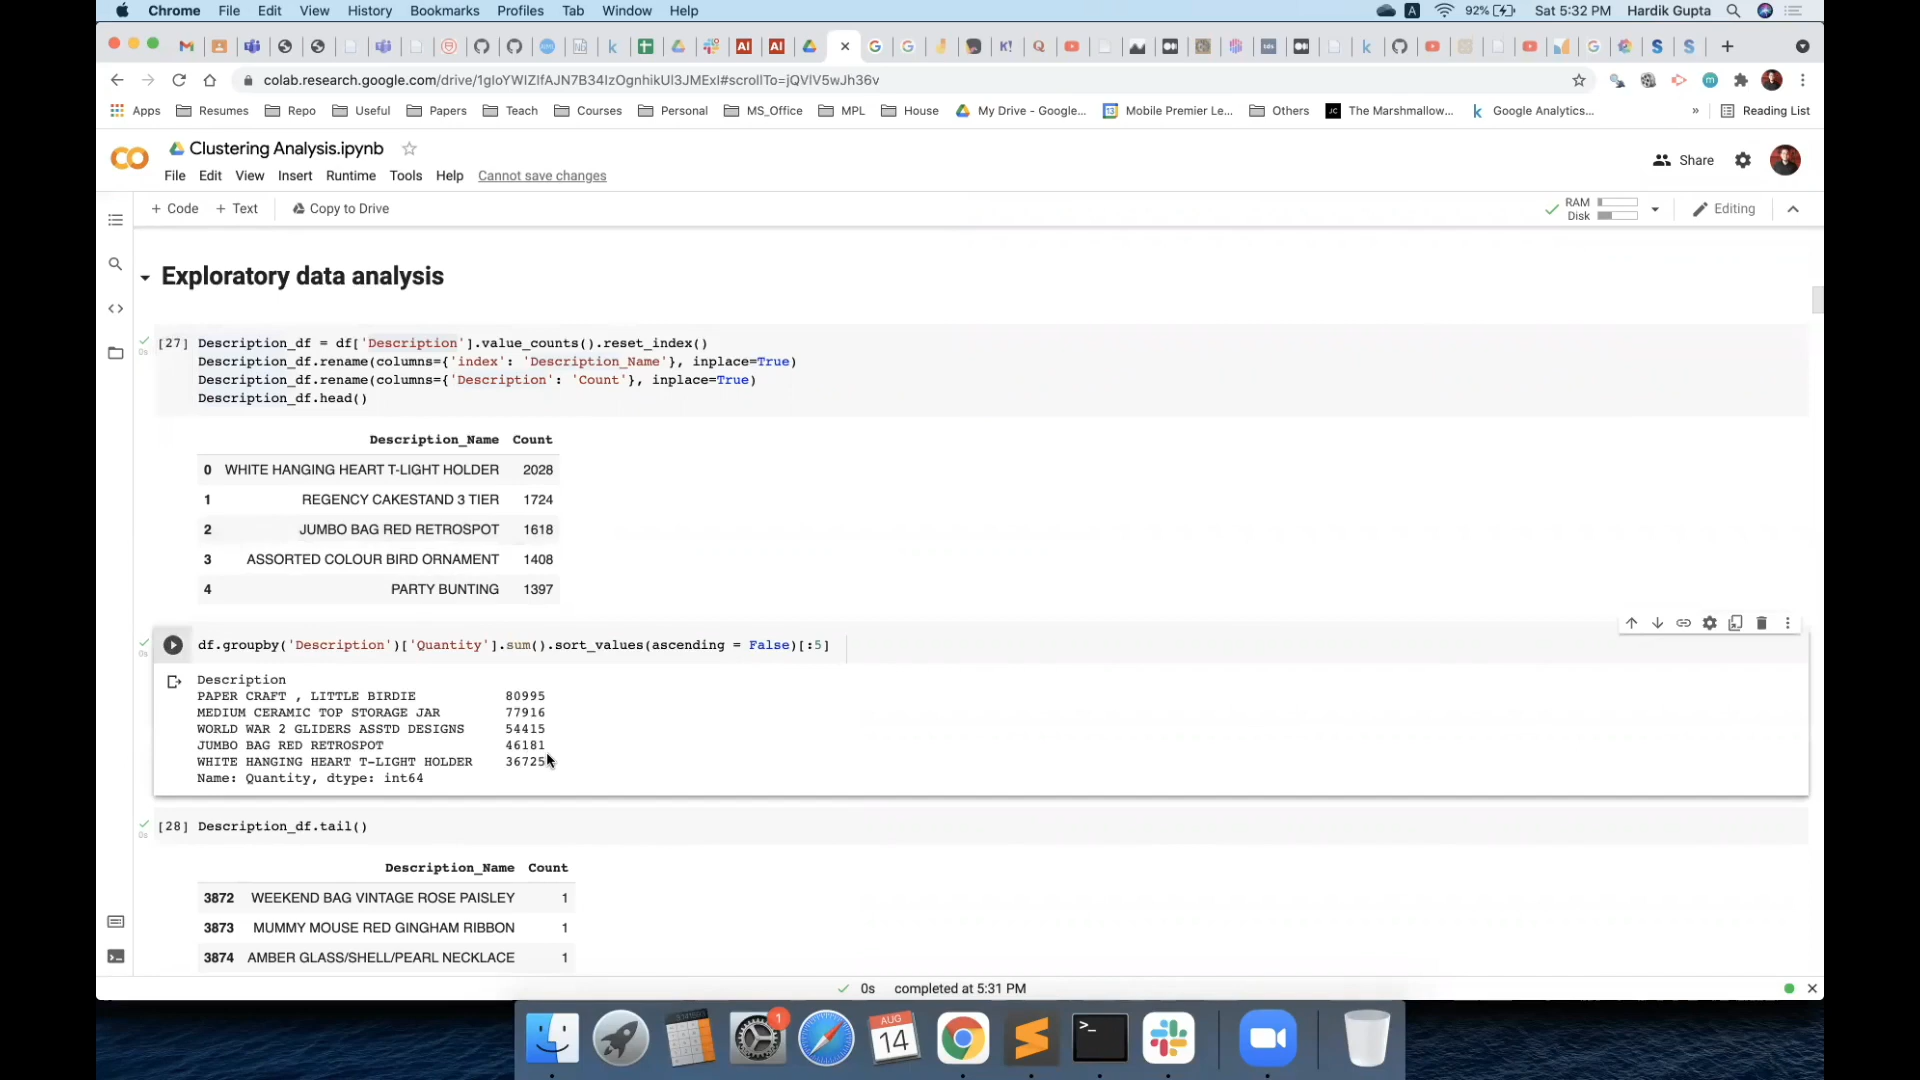 Chrome File Edit View History Bookmarks Profiles Tab Window Help
A 92% Sat 5:32 PM Hardik Gupta
colab.research.google.com/drive/1gIoYWIZlfAJN7B34IzOgnhikUl3JMExI#scrollTo=jQVlV5wJh36v
Apps Resumes Repo Useful Papers Teach Courses Personal MS_Office MPL House My Drive - Google... Mobile Premier Le... Others The Marshmallow... Google Analytics... » Reading List
Clustering Analysis.ipynb
Share
File Edit View Insert Runtime Tools Help Cannot save changes
+ Code + Text Copy to Drive
RAM
Disk
Editing
Exploratory data analysis
[27] Description_df = df['Description'].value_counts().reset_index()
0s
Description_df.rename(columns={'index': 'Description_Name'}, inplace=True)
Description_df.rename(columns={'Description': 'Count'}, inplace=True)
Description_df.head()
Description_Name Count
0 WHITE HANGING HEART T-LIGHT HOLDER 2028
1 REGENCY CAKESTAND 3 TIER 1724
2 JUMBO BAG RED RETROSPOT 1618
3 ASSORTED COLOUR BIRD ORNAMENT 1408
4 PARTY BUNTING 1397
df.groupby('Description')['Quantity'].sum().sort_values(ascending = False)[:5]
0s
Description
PAPER CRAFT , LITTLE BIRDIE 80995
MEDIUM CERAMIC TOP STORAGE JAR 77916
WORLD WAR 2 GLIDERS ASSTD DESIGNS 54415
JUMBO BAG RED RETROSPOT 46181
WHITE HANGING HEART T-LIGHT HOLDER 36725
Name: Quantity, dtype: int64
[28] Description_df.tail()
0s
Description_Name Count
3872 WEEKEND BAG VINTAGE ROSE PAISLEY 1
3873 MUMMY MOUSE RED GINGHAM RIBBON 1
3874 AMBER GLASS/SHELL/PEARL NECKLACE 1
0s completed at 5:31 PM
AUG
14
1